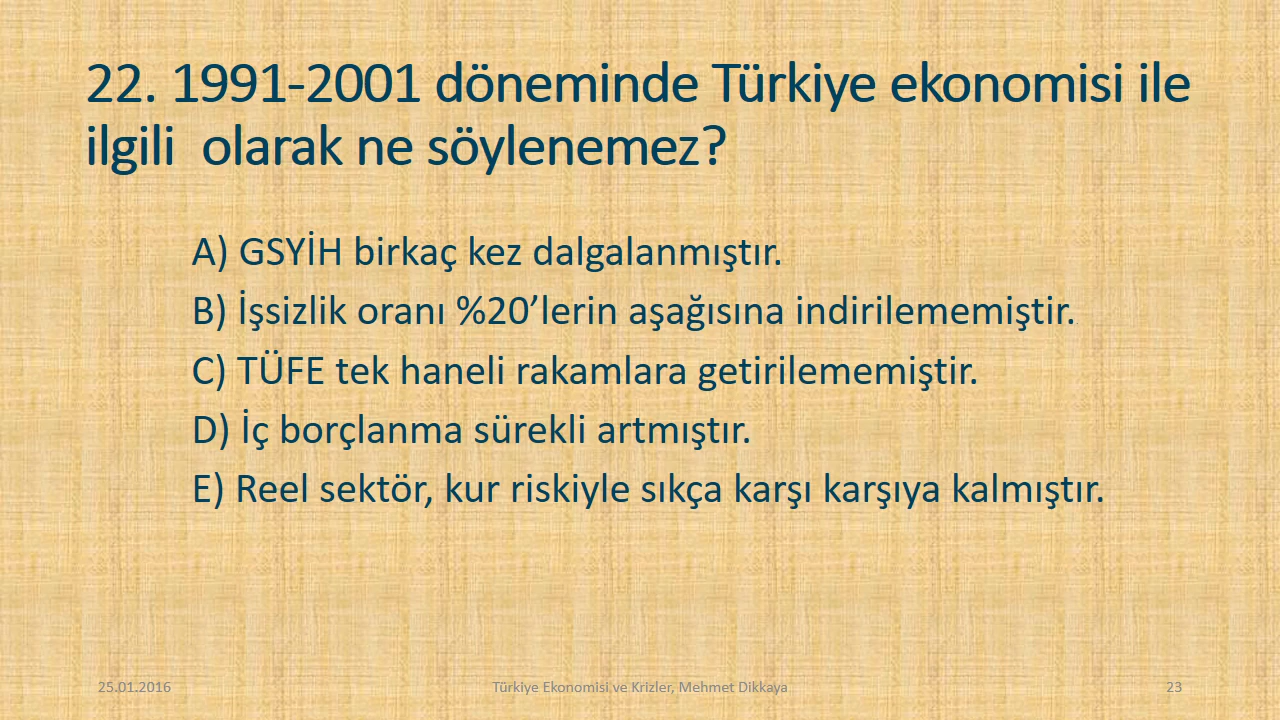 22. 1991-2001 döneminde Türkiye ekonomisi ile
ilgili  olarak ne söylenemez?
A) GSYİH birkaç kez dalgalanmıştır.
B) İşsizlik oranı %20’lerin aşağısına indirilememiştir.
C) TÜFE tek haneli rakamlara getirilememiştir.
D) İç borçlanma sürekli artmıştır.
E) Reel sektör, kur riskiyle sıkça karşı karşıya kalmıştır.
25.01.2016
Türkiye Ekonomisi ve Krizler, Mehmet Dikkaya
23